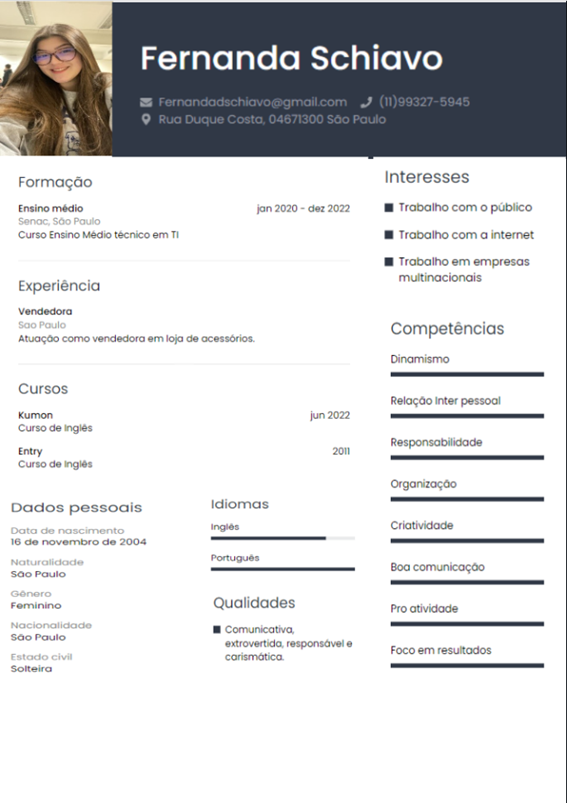 Fernanda Schiavo
Fernandadschiavo@gmail.com (11)99327-5945
Rua Duque Costa, 04671300 São Paulo
Formação
Ensino médio jan 2020 - dez 2022
Senac, São Paulo
Curso Ensino Médio técnico em TI
Experiência
Vendedora
Sao Paulo
Atuação como vendedora em loja de acessórios.
Cursos
Kumon jun 2022
Curso de Inglês
Entry 2011
Curso de Inglês
Dados pessoais
Data de nascimento
16 de novembro de 2004
Naturalidade
São Paulo
Gênero
Feminino
Nacionalidade
São Paulo
Estado civil
Solteira
Idiomas
Inglês
Português
Qualidades
Comunicativa,
extrovertida, responsável e
carismática.
Interesses
Trabalho com o público
Trabalho com a internet
Trabalho em empresas
multinacionais
Competências
Dinamismo
Relação Inter pessoal
Responsabilidade
Organização
Criatividade
Boa comunicação
Pro atividade
Foco em resultados